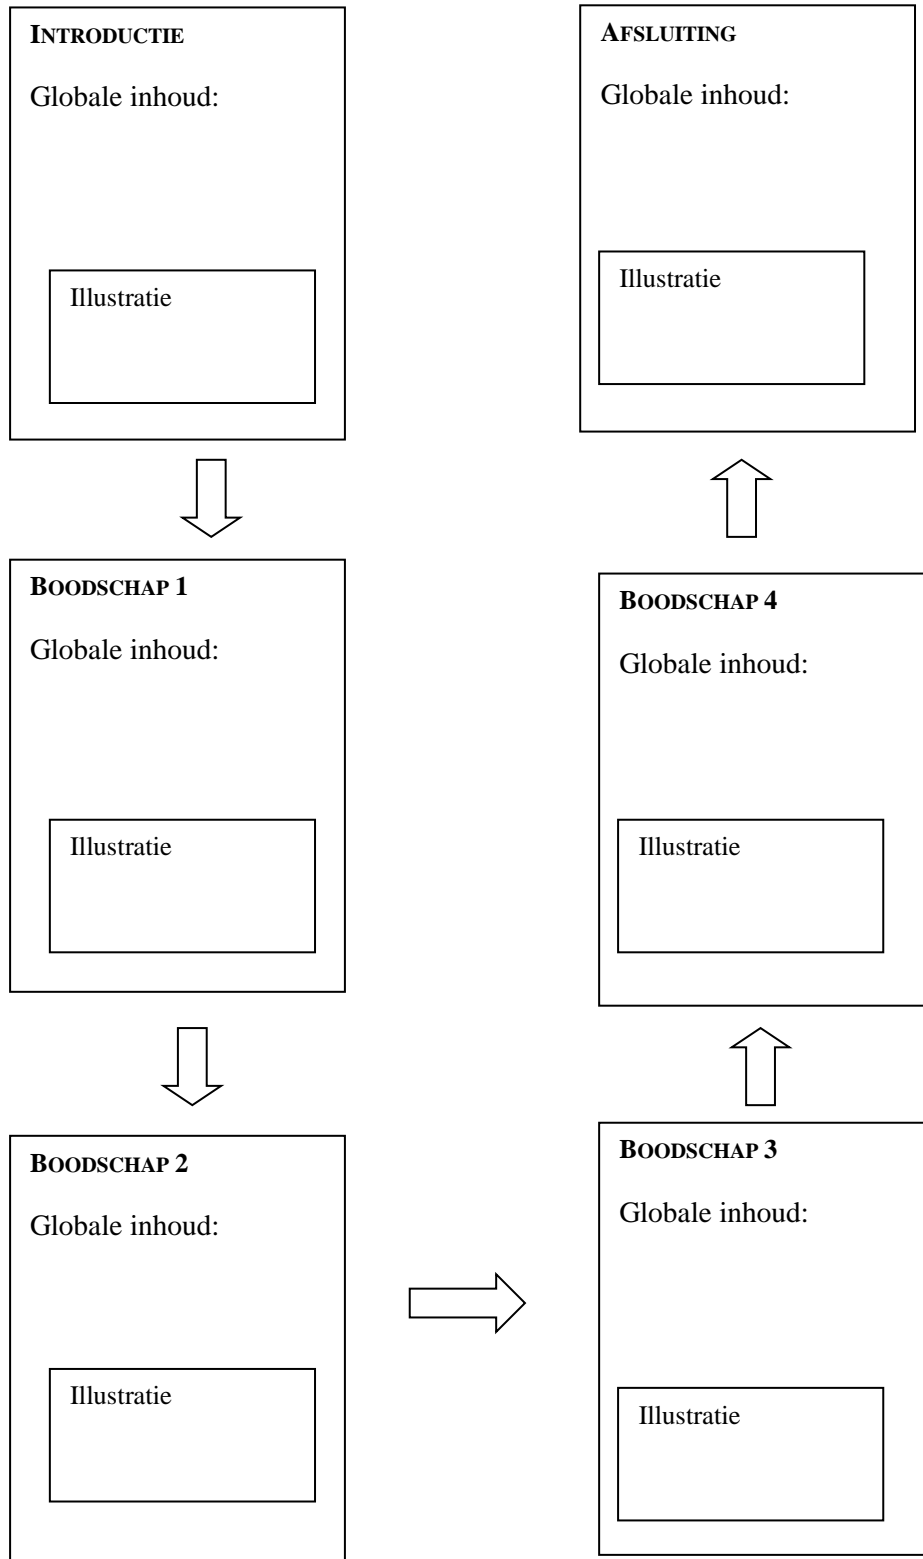 INTRODUCTIE
Globale inhoud:
Illustratie
BOODSCHAP 1
Globale inhoud:
Illustratie
BOODSCHAP 2
Globale inhoud:
Illustratie
BOODSCHAP 3
Globale inhoud:
Illustratie
BOODSCHAP 4
Globale inhoud:
Illustratie
AFSLUITING
Globale inhoud:
Illustratie